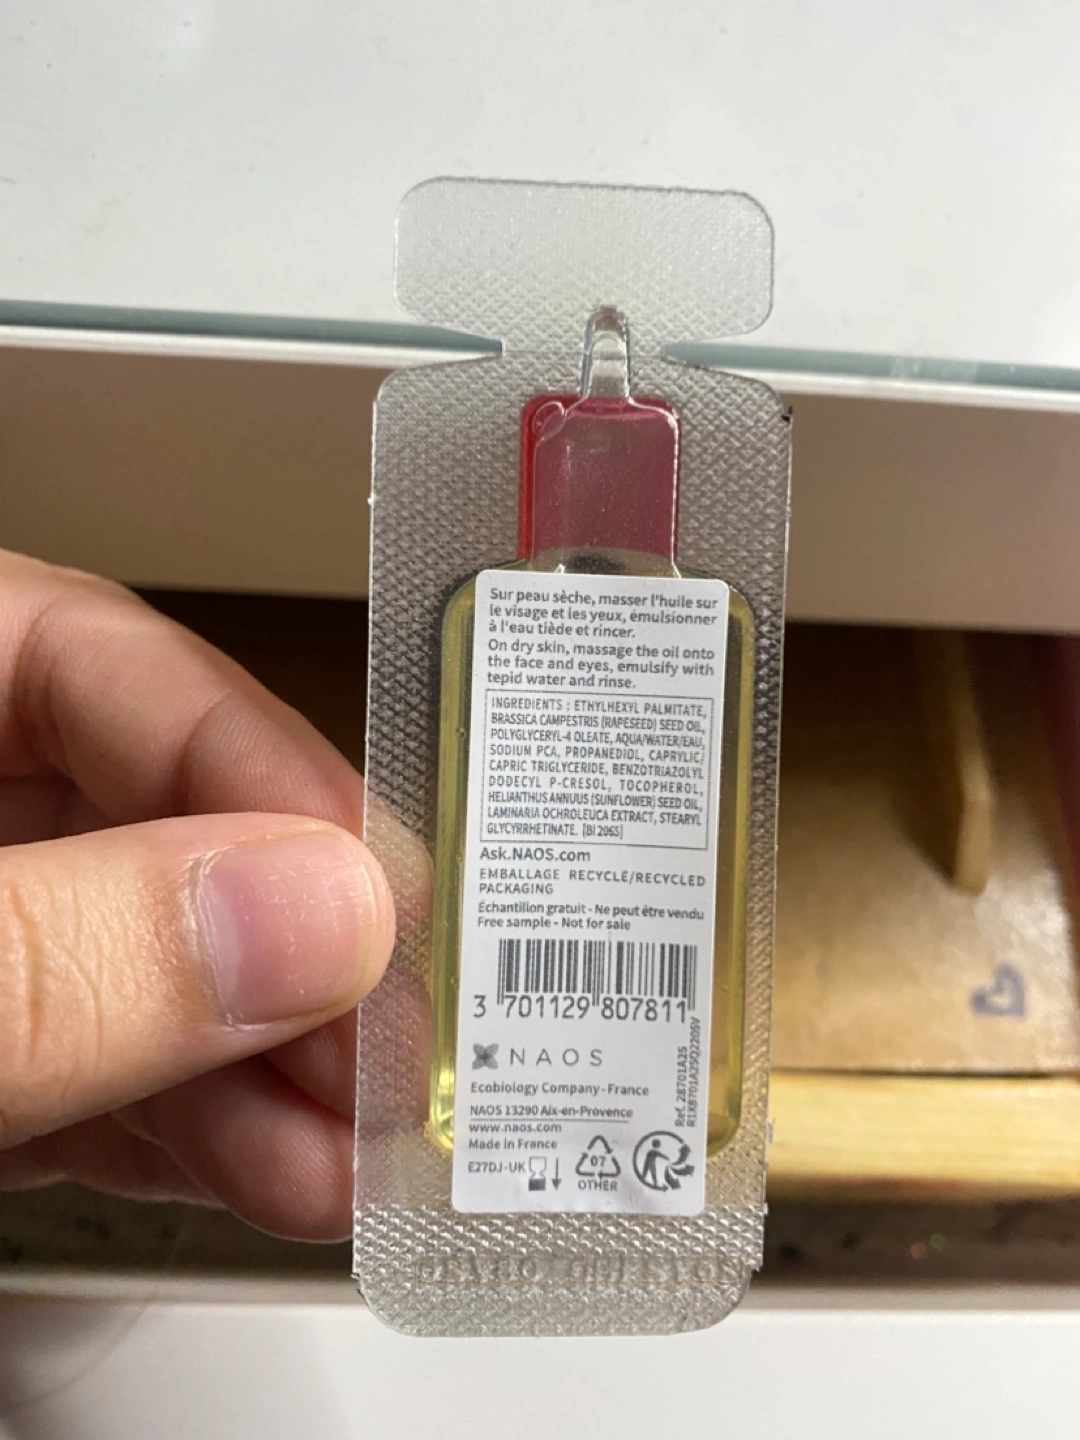 Sur peau sèche, masser l'huile sur
le visage et les yeux, émulsionner
à l'eau tiède et rincer.
On dry skin, massage the oil onto
the face and eyes, emulsify with
tepid water and rinse.
INGREDIENTS : ETHYLHEXYL PALMITATE,
BRASSICA CAMPESTRIS (RAPESEED) SEED OIL,
POLYGLYCERYL-4 OLEATE, AQUA/WATER/EAU,
SODIUM PCA, PROPANEDIOL, CAPRYLIC/
CAPRIC TRIGLYCERIDE, BENZOTRIAZOLYL
DODECYL P-CRESOL, TOCOPHEROL,
HELIANTHUS ANNUUS (SUNFLOWER) SEED OIL,
LAMINARIA OCHROLEUCA EXTRACT, STEARYL
GLYCYRRHETINATE. [BI 2065]
Ask.NAOS.com
EMBALLAGE RECYCLÉ/RECYCLED
PACKAGING
Échantillon gratuit - Ne peut être vendu
Free sample - Not for sale
3 701129 807811
NAOS
Ecobiology Company - France
NAOS 13290 Aix-en-Provence
www.naos.com
Made in France
E27DJ-UK
07
OTHER
Ref. 28701A25